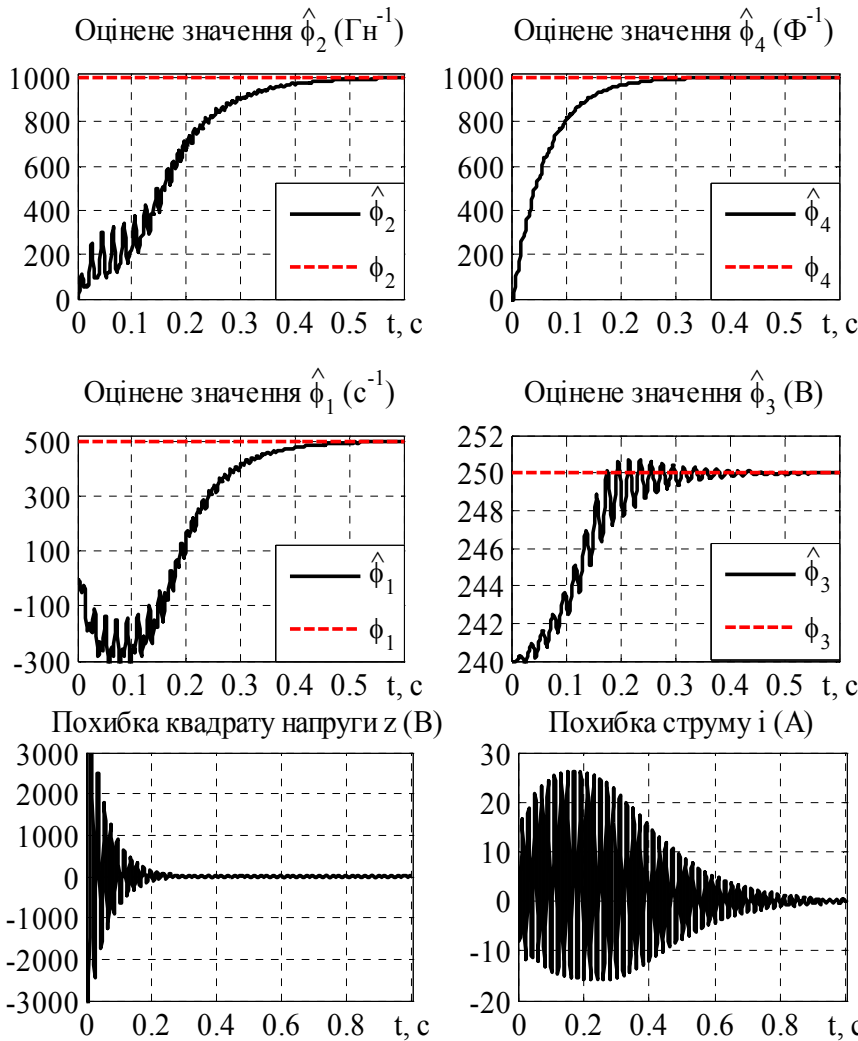 Оцінене значення ϕ̂₂ (Гн⁻¹)
1000
800
600
400
200
0
0 0.1 0.2 0.3 0.4 0.5 t, с
ϕ̂₂
ϕ₂
Оцінене значення ϕ̂₄ (Ф⁻¹)
1000
800
600
400
200
0
0 0.1 0.2 0.3 0.4 0.5 t, с
ϕ̂₄
ϕ₄
Оцінене значення ϕ̂₁ (с⁻¹)
500
300
100
-100
-300
0 0.1 0.2 0.3 0.4 0.5 t, с
ϕ̂₁
ϕ₁
Оцінене значення ϕ̂₃ (В)
252
250
248
246
244
242
240
0 0.1 0.2 0.3 0.4 0.5 t, с
ϕ̂₃
ϕ₃
Похибка квадрату напруги z (В)
3000
2000
1000
0
-1000
-2000
-3000
0 0.2 0.4 0.6 0.8 t, с
Похибка струму i (А)
30
20
10
0
-10
-20
0 0.2 0.4 0.6 0.8 t, с